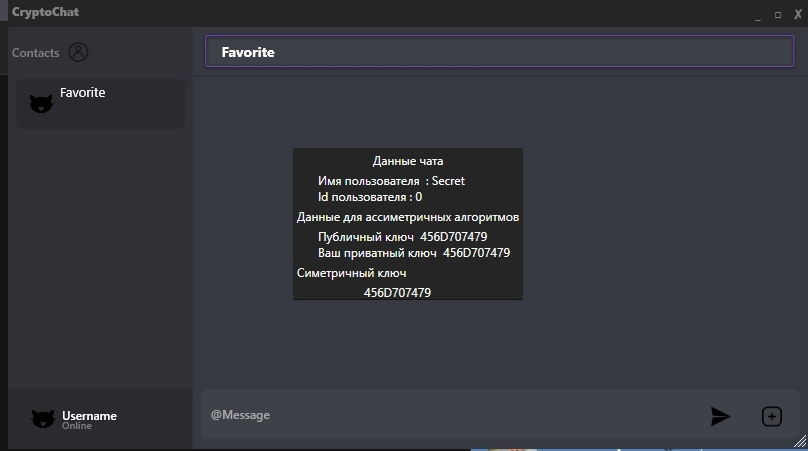 CryptoChat
Contacts
Favorite
Favorite
Данные чата
Имя пользователя : Secret
Id пользователя : 0
Данные для ассиметричных алгоритмов
Публичный ключ 456D707479
Ваш приватный ключ 456D707479
Симетричный ключ
456D707479
Username
Online
@Message